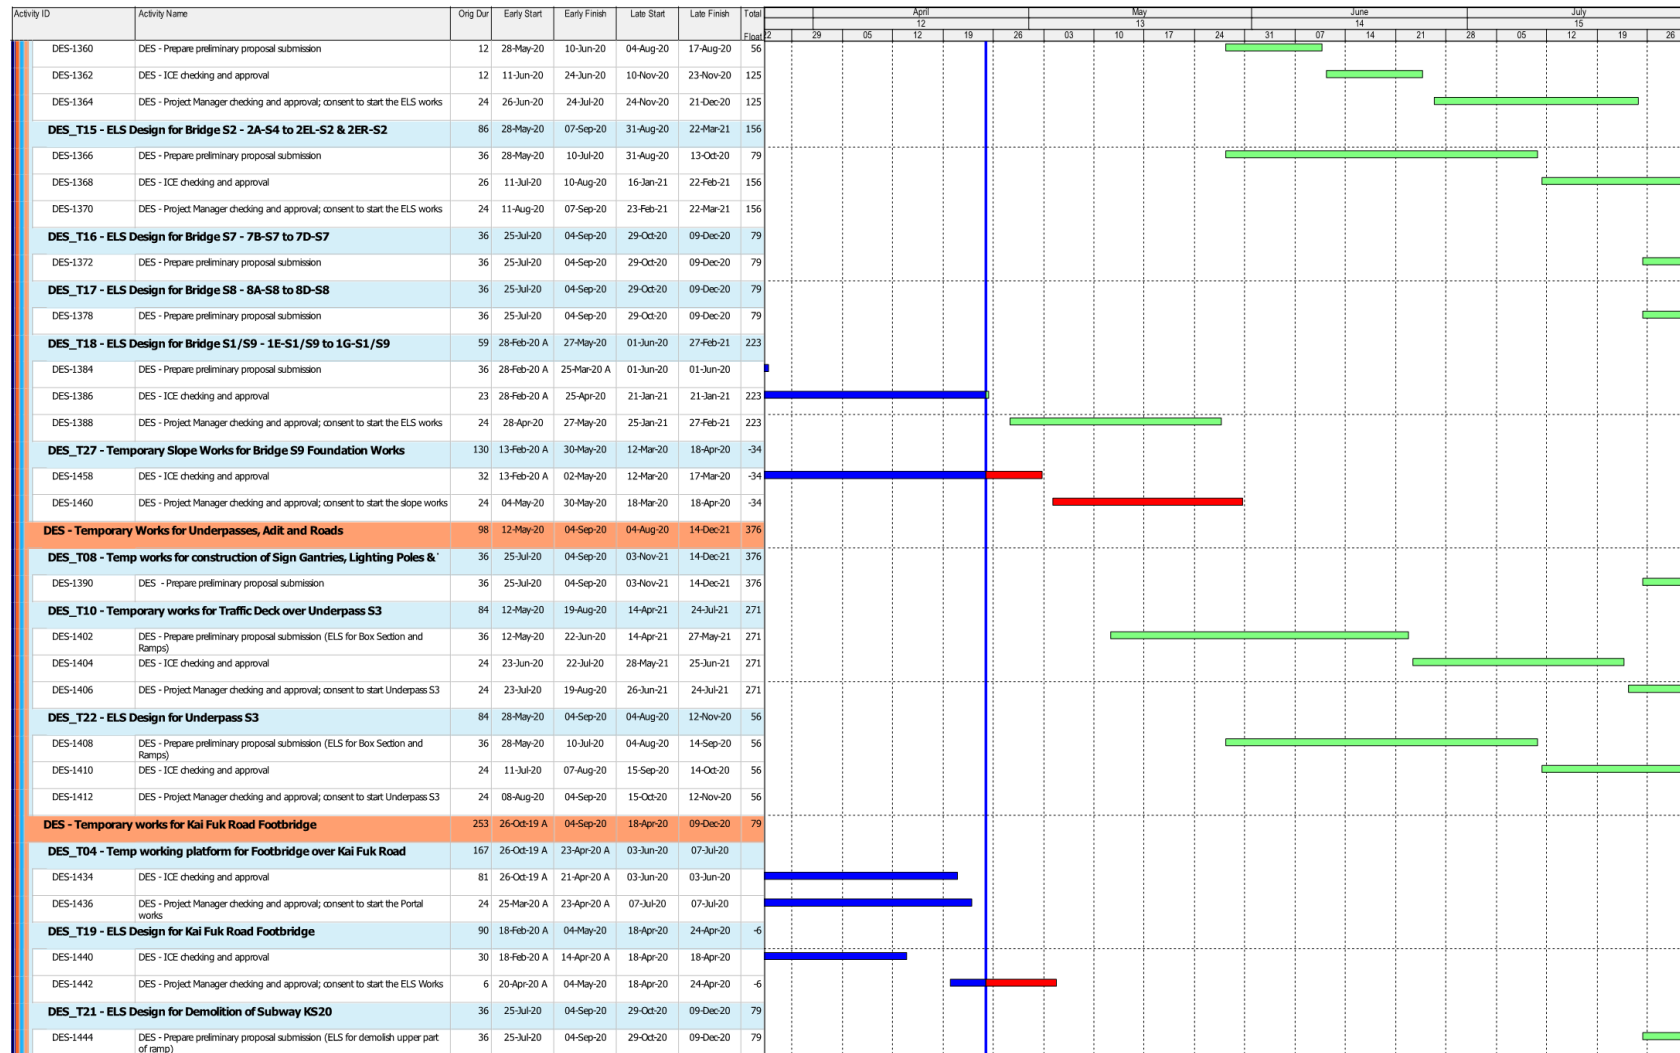 Activity ID Activity Name Orig Dur Early Start Early Finish Late Start Late Finish Total Float April May June July
12 13 14 15
22 29 05 12 19 26 03 10 17 24 31 07 14 21 28 05 12 19 26
DES-1360 DES - Prepare preliminary proposal submission 12 28-May-20 10-Jun-20 04-Aug-20 17-Aug-20 56
DES-1362 DES - ICE checking and approval 12 11-Jun-20 24-Jun-20 10-Nov-20 23-Nov-20 125
DES-1364 DES - Project Manager checking and approval; consent to start the ELS works 24 26-Jun-20 24-Jul-20 24-Nov-20 21-Dec-20 125
DES_T15 - ELS Design for Bridge S2 - 2A-S4 to 2EL-S2 & 2ER-S2 86 28-May-20 07-Sep-20 31-Aug-20 22-Mar-21 156
DES-1366 DES - Prepare preliminary proposal submission 36 28-May-20 10-Jul-20 31-Aug-20 13-Oct-20 79
DES-1368 DES - ICE checking and approval 26 11-Jul-20 10-Aug-20 16-Jan-21 22-Feb-21 156
DES-1370 DES - Project Manager checking and approval; consent to start the ELS works 24 11-Aug-20 07-Sep-20 23-Feb-21 22-Mar-21 156
DES_T16 - ELS Design for Bridge S7 - 7B-S7 to 7D-S7 36 25-Jul-20 04-Sep-20 29-Oct-20 09-Dec-20 79
DES-1372 DES - Prepare preliminary proposal submission 36 25-Jul-20 04-Sep-20 29-Oct-20 09-Dec-20 79
DES_T17 - ELS Design for Bridge S8 - 8A-S8 to 8D-S8 36 25-Jul-20 04-Sep-20 29-Oct-20 09-Dec-20 79
DES-1378 DES - Prepare preliminary proposal submission 36 25-Jul-20 04-Sep-20 29-Oct-20 09-Dec-20 79
DES_T18 - ELS Design for Bridge S1/S9 - 1E-S1/S9 to 1G-S1/S9 59 28-Feb-20 A 27-May-20 01-Jun-20 27-Feb-21 223
DES-1384 DES - Prepare preliminary proposal submission 36 28-Feb-20 A 25-Mar-20 A 01-Jun-20 01-Jun-20
DES-1386 DES - ICE checking and approval 23 28-Feb-20 A 25-Apr-20 21-Jan-21 21-Jan-21 223
DES-1388 DES - Project Manager checking and approval; consent to start the ELS works 24 28-Apr-20 27-May-20 25-Jan-21 27-Feb-21 223
DES_T27 - Temporary Slope Works for Bridge S9 Foundation Works 130 13-Feb-20 A 30-May-20 12-Mar-20 18-Apr-20 -34
DES-1458 DES - ICE checking and approval 32 13-Feb-20 A 02-May-20 12-Mar-20 17-Mar-20 -34
DES-1460 DES - Project Manager checking and approval; consent to start the slope works 24 04-May-20 30-May-20 18-Mar-20 18-Apr-20 -34
DES - Temporary Works for Underpasses, Adit and Roads 98 12-May-20 04-Sep-20 04-Aug-20 14-Dec-21 376
DES_T08 - Temp works for construction of Sign Gantries, Lighting Poles & 36 25-Jul-20 04-Sep-20 03-Nov-21 14-Dec-21 376
DES-1390 DES - Prepare preliminary proposal submission 36 25-Jul-20 04-Sep-20 03-Nov-21 14-Dec-21 376
DES_T10 - Temporary works for Traffic Deck over Underpass S3 84 12-May-20 19-Aug-20 14-Apr-21 24-Jul-21 271
DES-1402 DES - Prepare preliminary proposal submission (ELS for Box Section and 36 12-May-20 22-Jun-20 14-Apr-21 27-May-21 271
Ramps)
DES-1404 DES - ICE checking and approval 24 23-Jun-20 22-Jul-20 28-May-21 25-Jun-21 271
DES-1406 DES - Project Manager checking and approval; consent to start Underpass S3 24 23-Jul-20 19-Aug-20 26-Jun-21 24-Jul-21 271
DES_T22 - ELS Design for Underpass S3 84 28-May-20 04-Sep-20 04-Aug-20 12-Nov-20 56
DES-1408 DES - Prepare preliminary proposal submission (ELS for Box Section and 36 28-May-20 10-Jul-20 04-Aug-20 14-Sep-20 56
Ramps)
DES-1410 DES - ICE checking and approval 24 11-Jul-20 07-Aug-20 15-Sep-20 14-Oct-20 56
DES-1412 DES - Project Manager checking and approval; consent to start Underpass S3 24 08-Aug-20 04-Sep-20 15-Oct-20 12-Nov-20 56
DES - Temporary works for Kai Fuk Road Footbridge 253 26-Oct-19 A 04-Sep-20 18-Apr-20 09-Dec-20 79
DES_T04 - Temp working platform for Footbridge over Kai Fuk Road 167 26-Oct-19 A 23-Apr-20 A 03-Jun-20 07-Jul-20
DES-1434 DES - ICE checking and approval 81 26-Oct-19 A 21-Apr-20 A 03-Jun-20 03-Jun-20
DES-1436 DES - Project Manager checking and approval; consent to start the Portal 24 25-Mar-20 A 23-Apr-20 A 07-Jul-20 07-Jul-20
works
DES_T19 - ELS Design for Kai Fuk Road Footbridge 90 18-Feb-20 A 04-May-20 18-Apr-20 24-Apr-20 -6
DES-1440 DES - ICE checking and approval 30 18-Feb-20 A 14-Apr-20 A 18-Apr-20 18-Apr-20
DES-1442 DES - Project Manager checking and approval; consent to start the ELS Works 6 20-Apr-20 A 04-May-20 18-Apr-20 24-Apr-20 -6
DES_T21 - ELS Design for Demolition of Subway KS20 36 25-Jul-20 04-Sep-20 29-Oct-20 09-Dec-20 79
DES-1444 DES - Prepare preliminary proposal submission (ELS for demolish upper part 36 25-Jul-20 04-Sep-20 29-Oct-20 09-Dec-20 79
of ramp)